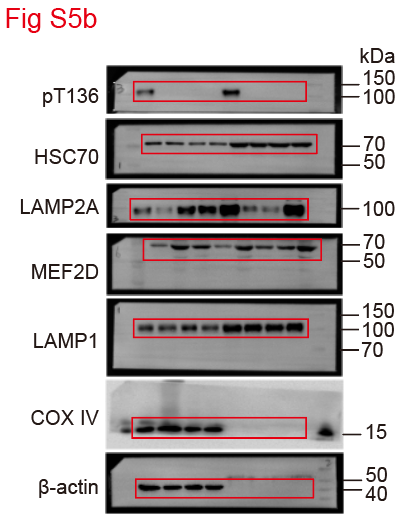 Fig S5b
kDa
pT136
150
100
HSC70
70
50
LAMP2A
100
MEF2D
70
50
LAMP1
150
100
70
COX IV
15
β-actin
50
40